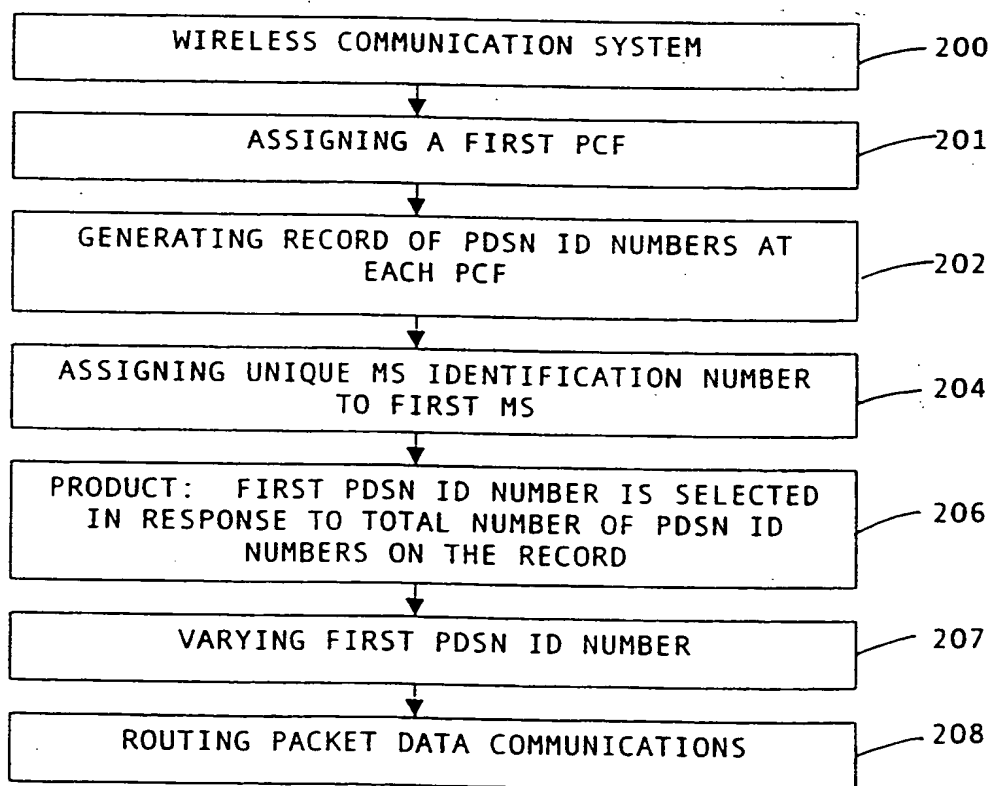 WIRELESS COMMUNICATION SYSTEM
200
ASSIGNING A FIRST PCF
201
GENERATING RECORD OF PDSN ID NUMBERS AT
EACH PCF
202
ASSIGNING UNIQUE MS IDENTIFICATION NUMBER
TO FIRST MS
204
PRODUCT: FIRST PDSN ID NUMBER IS SELECTED
IN RESPONSE TO TOTAL NUMBER OF PDSN ID
NUMBERS ON THE RECORD
206
VARYING FIRST PDSN ID NUMBER
207
ROUTING PACKET DATA COMMUNICATIONS
208